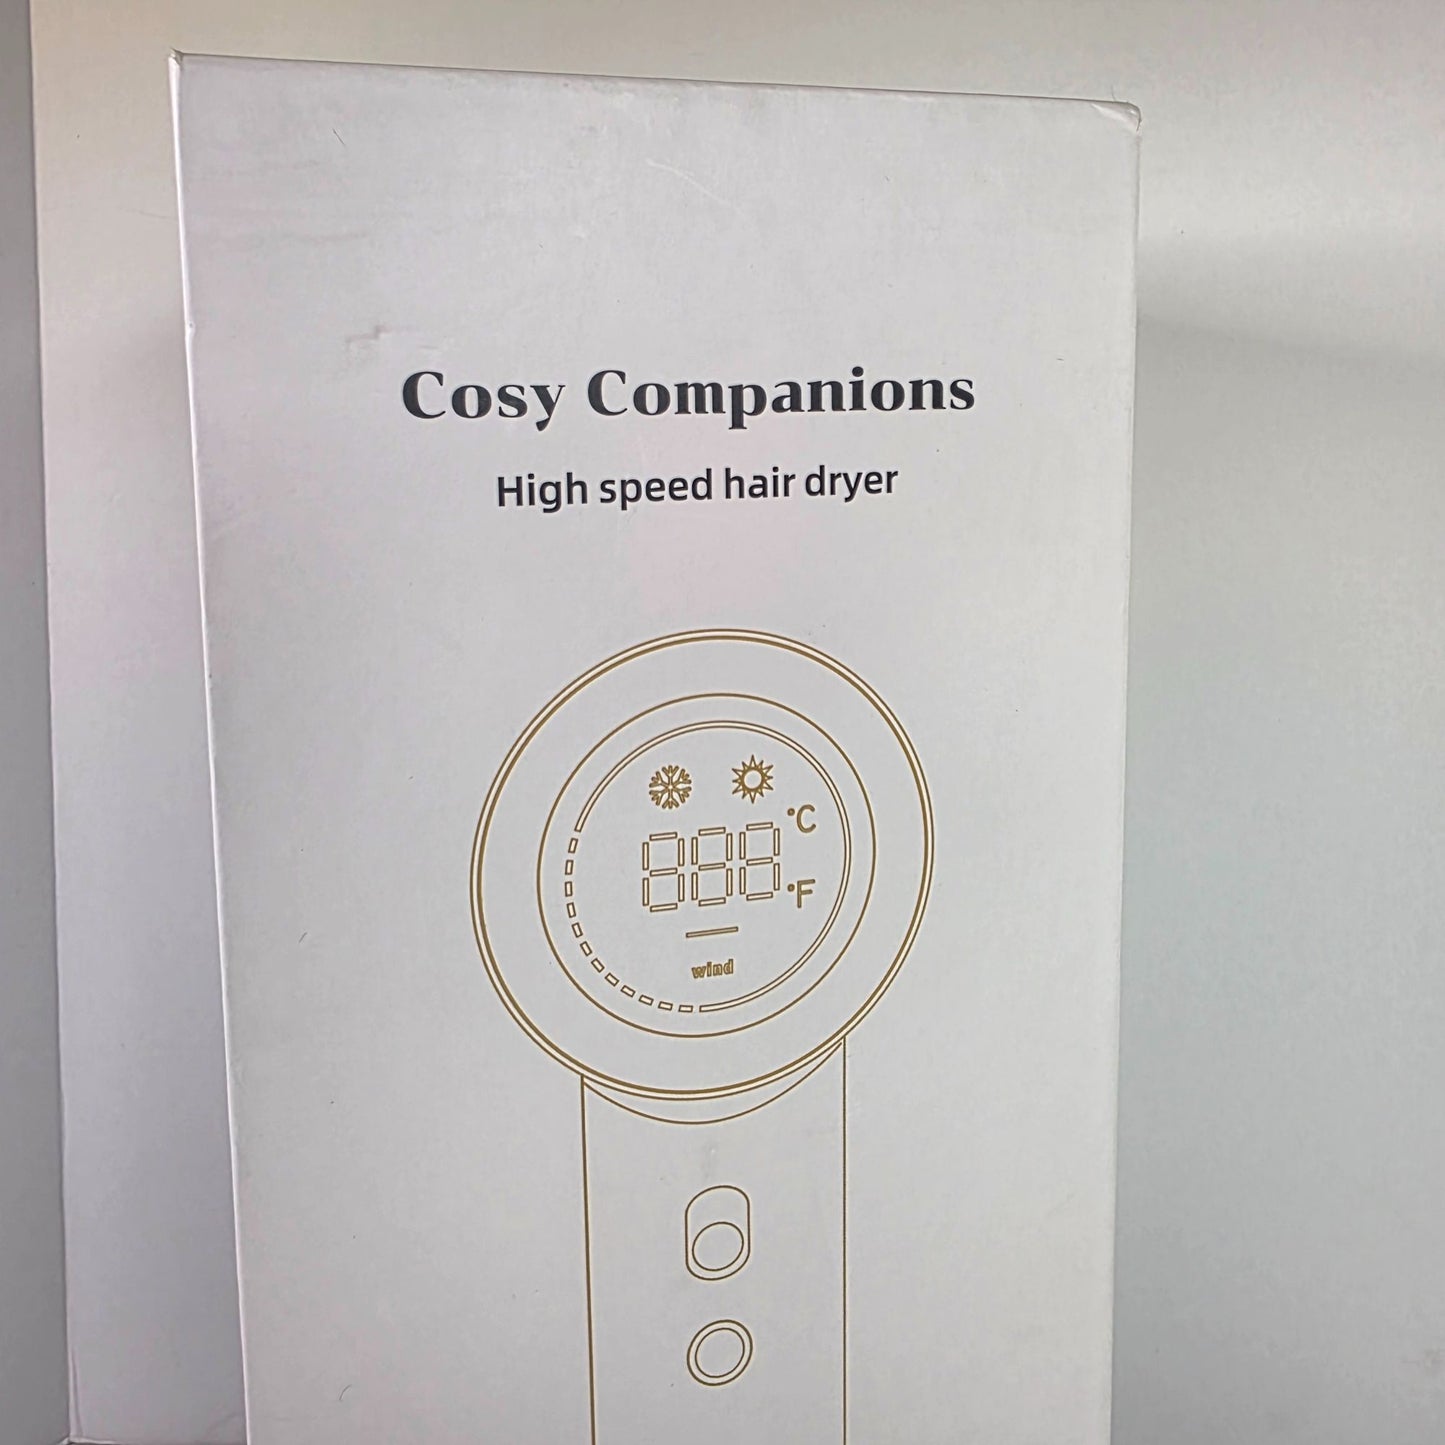 Cosy Companions
High speed hair dryer
888 °C
°F
wind